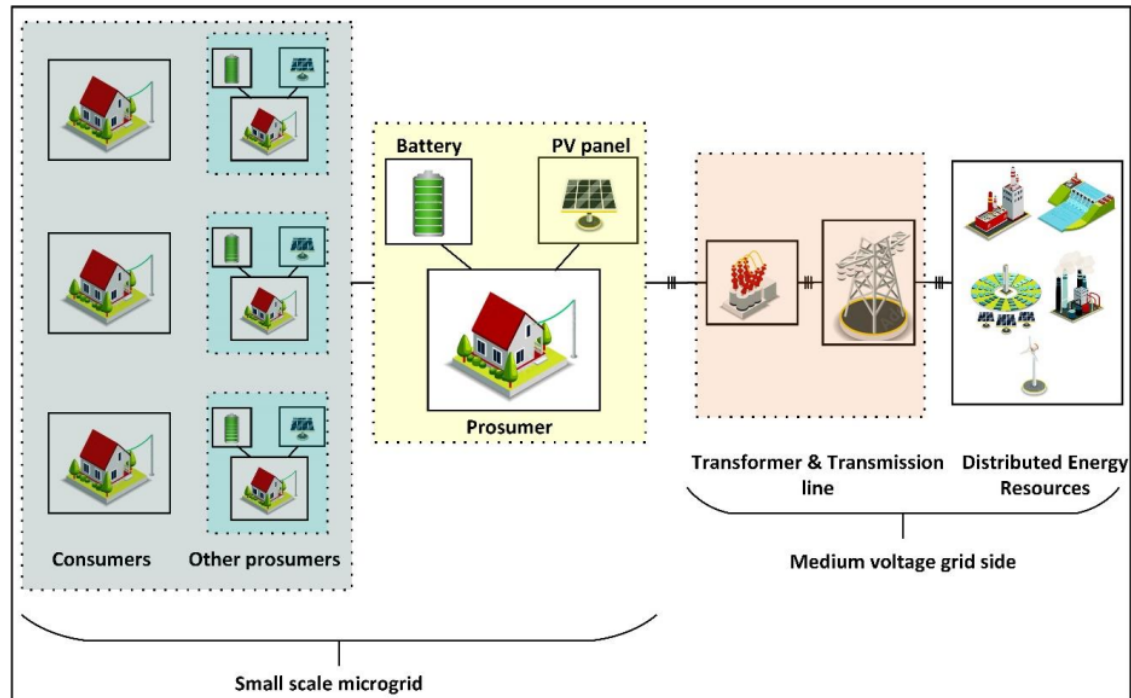 Battery
PV panel
Prosumer
Consumers
Other prosumers
Transformer & Transmission
line
Distributed Energy
Resources
Medium voltage grid side
Small scale microgrid